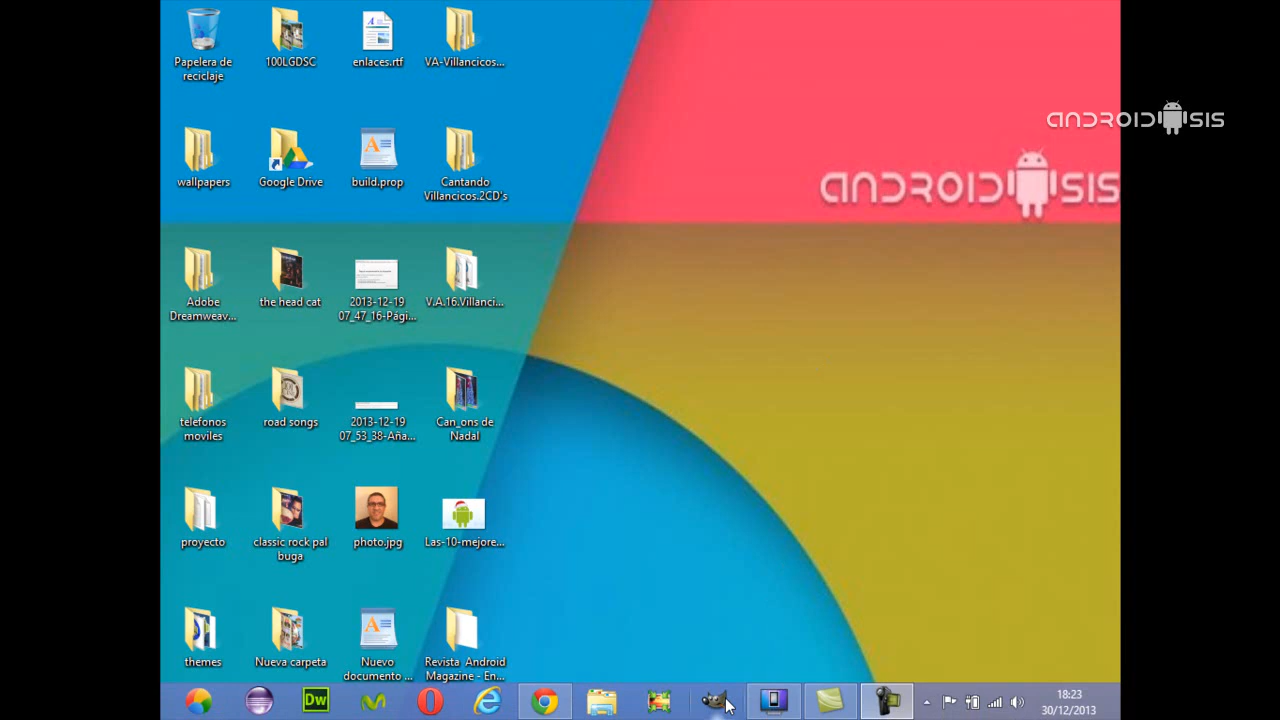 ANDROIDSIS
ANDROIDSIS
Papelera de
reciclaje
100LGDSC
enlaces.rtf
VA-Villancicos...
wallpapers
Google Drive
build.prop
Cantando
Villancicos.2CD's
Adobe
Dreamweav...
the head cat
2013-12-19
07_47_16-Pági...
V.A.16.Villanci...
telefonos
moviles
road songs
2013-12-19
07_53_38-Aña...
Can_ons de
Nadal
proyecto
classic rock pal
buga
photo.jpg
Las-10-mejore...
themes
Nueva carpeta
Nuevo
documento ...
Revista Android
Magazine - En...
Dw
18:23
30/12/2013